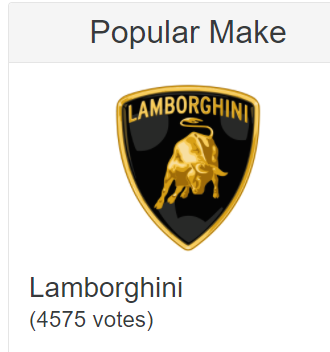 Popular Make
LAMBORGHINI
Lamborghini
(4575 votes)